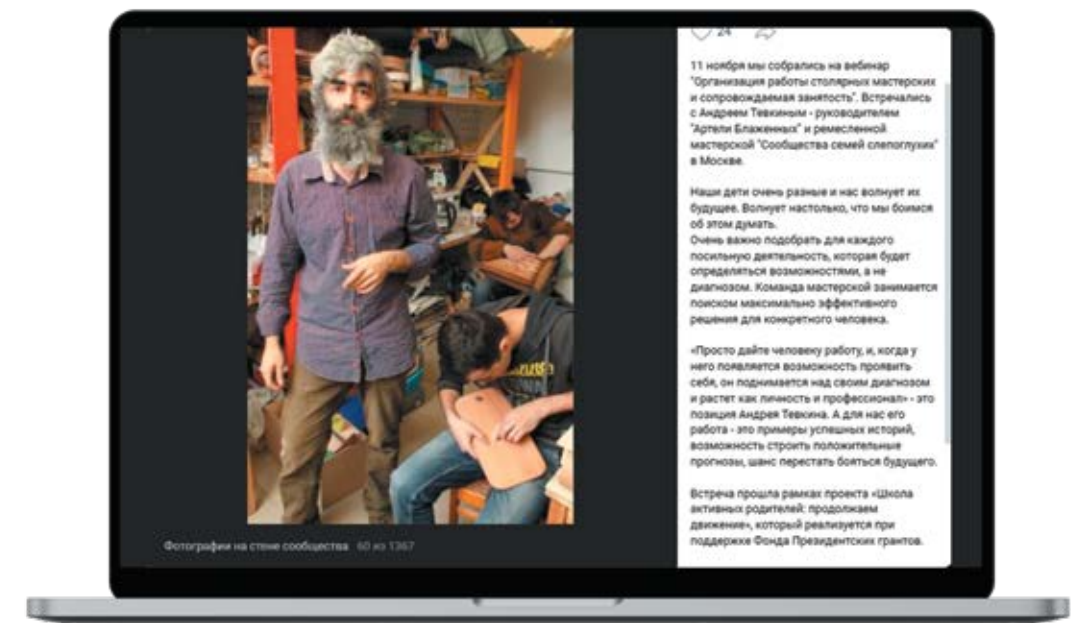 24
11 ноября мы собрались на вебинар
"Организация работы столярных мастерских
и сопровождаемая занятость". Встречались
с Андреем Тевкиным - руководителем
"Артели Блаженных" и ремесленной
мастерской "Сообщества семей слепоглухих"
в Москве.
Наши дети очень разные и нас волнует их
будущее. Волнует настолько, что мы боимся
об этом думать.
Очень важно подобрать для каждого
посильную деятельность, которая будет
определяться возможностями, а не
диагнозом. Команда мастерской занимается
поиском максимально эффективного
решения для конкретного человека.
«Просто дайте человеку работу, и, когда у
него появляется возможность проявить
себя, он поднимается над своим диагнозом
и растет как личность и профессионал» - это
позиция Андрея Тевкина. А для нас его
работа - это примеры успешных историй,
возможность строить положительные
прогнозы, шанс перестать бояться будущего.
Встреча прошла рамках проекта «Школа
активных родителей: продолжаем
движение», который реализуется при
поддержке Фонда Президентских грантов.
Фотографии на стене сообщества 60 из 1367